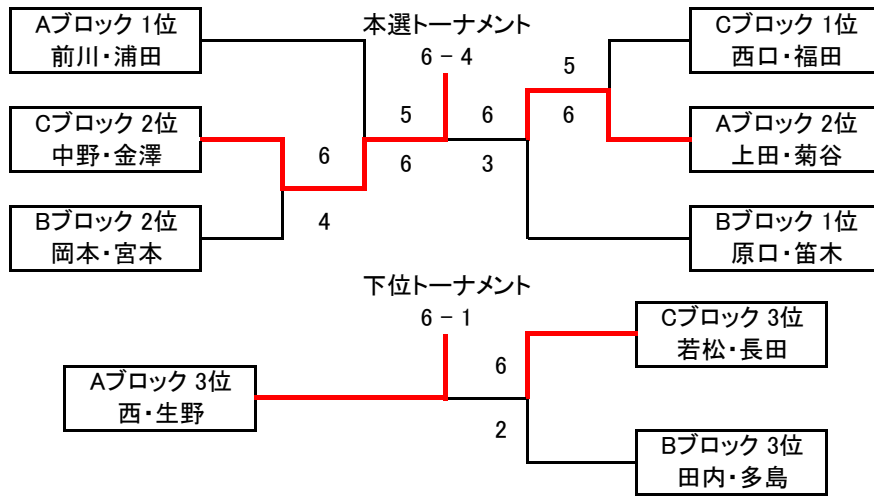 Aブロック 1位
前川・浦田
本選トーナメント
6 − 4
Cブロック 1位
西口・福田
5
Cブロック 2位
中野・金澤
5
6
6
Aブロック 2位
上田・菊谷
6
6
3
Bブロック 2位
岡本・宮本
4
Bブロック 1位
原口・笛木
下位トーナメント
6 − 1
Cブロック 3位
若松・長田
6
Aブロック 3位
西・生野
2
Bブロック 3位
田内・多島